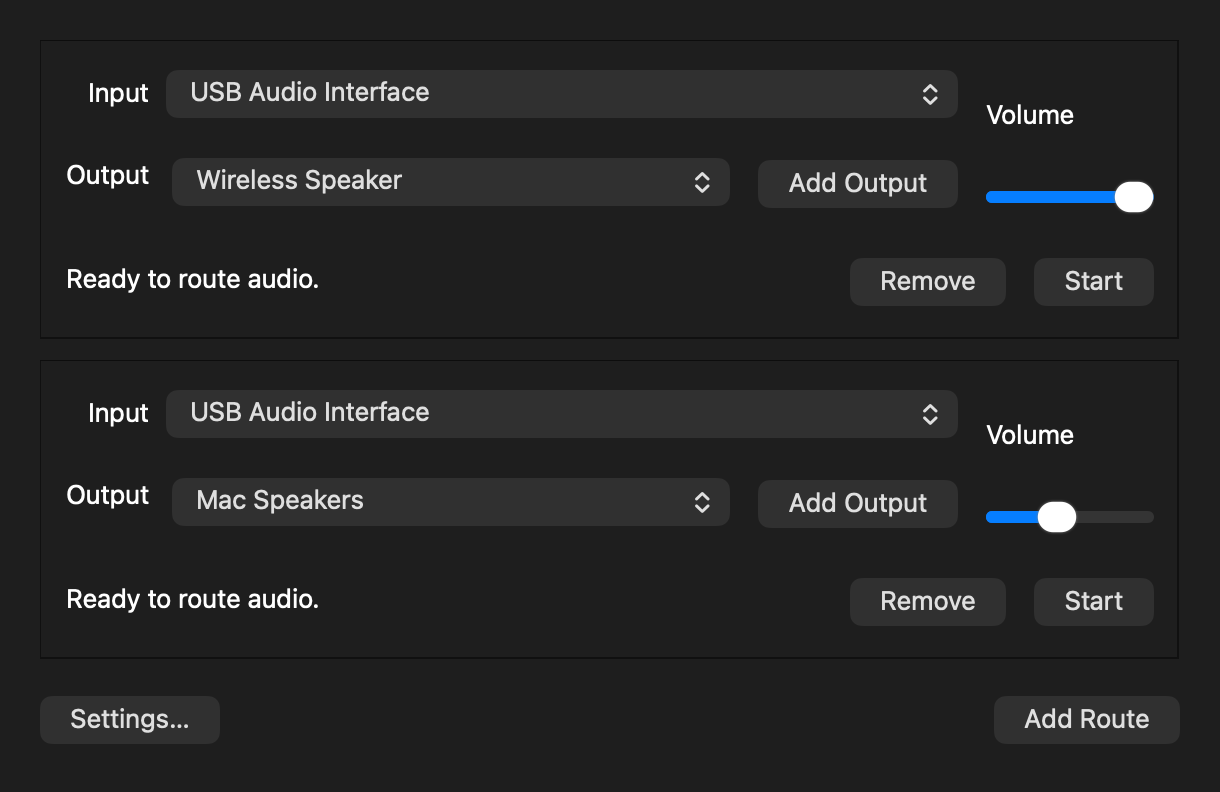 Input USB Audio Interface
Volume
Output Wireless Speaker Add Output
Ready to route audio. Remove Start
Input USB Audio Interface
Volume
Output Mac Speakers Add Output
Ready to route audio. Remove Start
Settings... Add Route